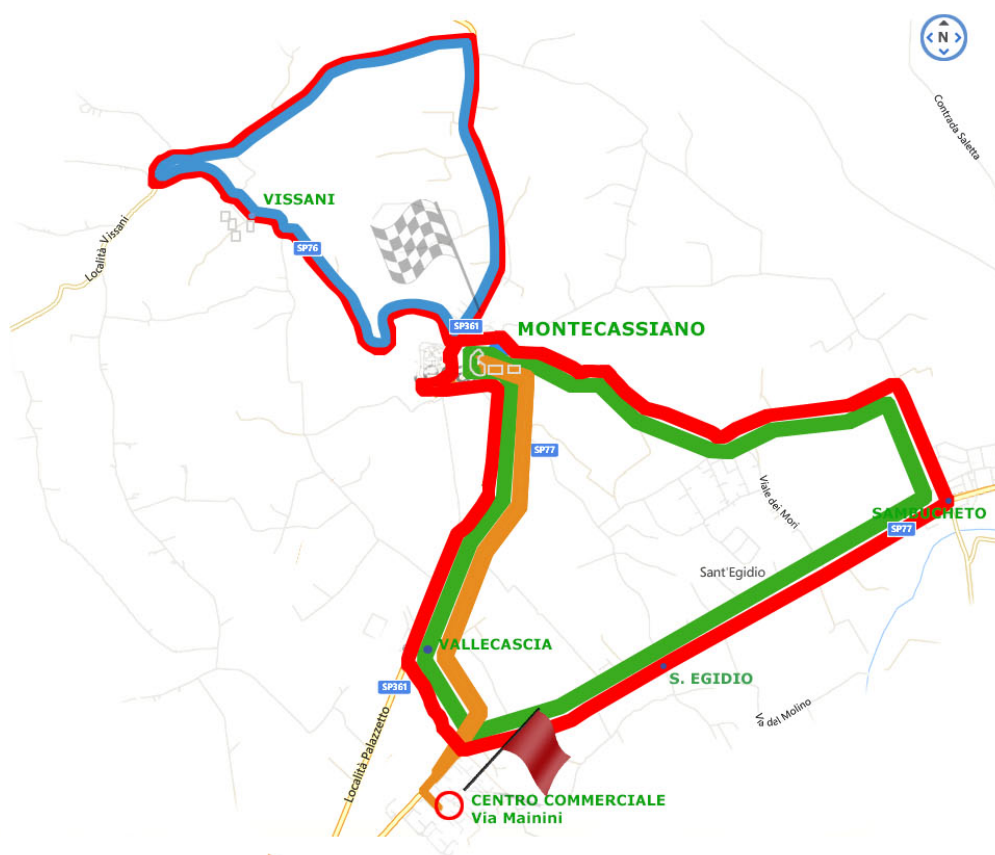 N
Contrada Saletta
VISSANI
Località Vissani
SP76
SP361
MONTECASSIANO
SP77
Viale dei Mori
SAMBUCHETO
SP77
Sant'Egidio
VALLECASCIA
S. EGIDIO
SP361
Località Palazzetto
Va del Molino
CENTRO COMMERCIALE
Via Mainini